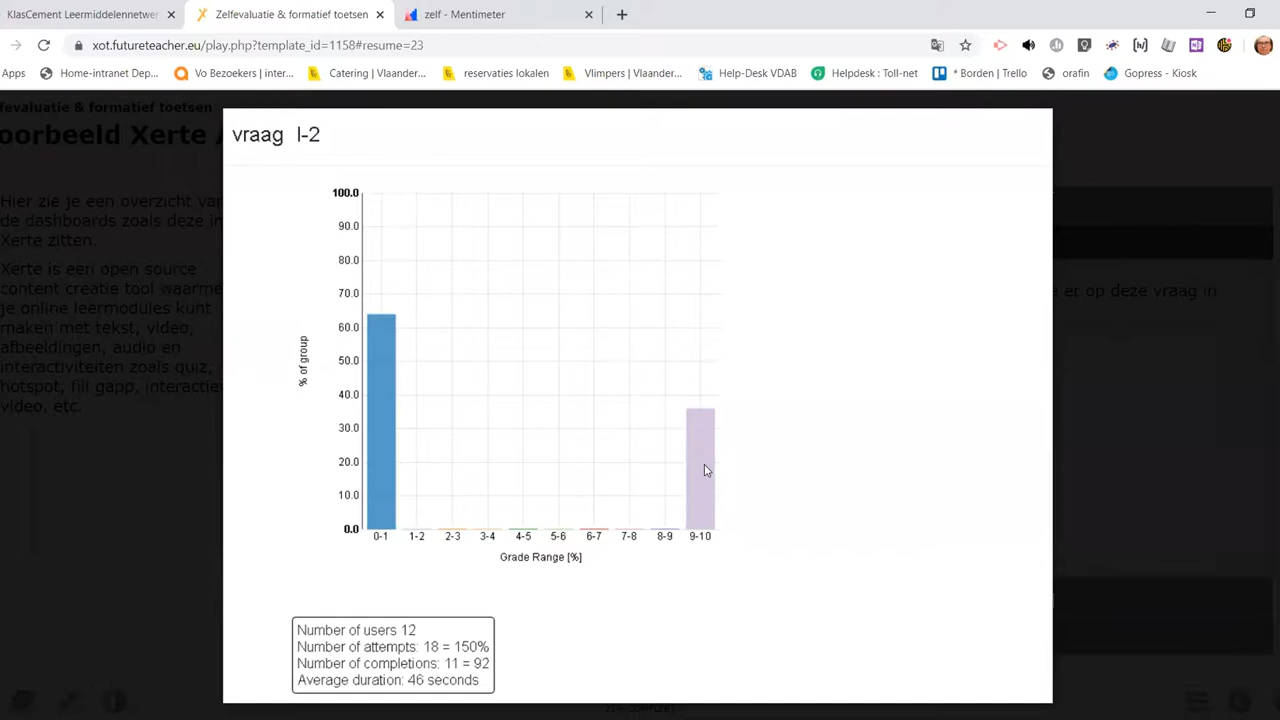 KlasCement Leermiddelennetwer
Zelfevaluatie & formatief toetsen
zelf - Mentimeter
xot.futureteacher.eu/play.php?template_id=1158#resume=23
Apps
Home-intranet Dep...
Vo Bezoekers | inter...
Catering | Vlaander...
reservaties lokalen
Vlimpers | Vlaander...
Help-Desk VDAB
Helpdesk : Toll-net
* Borden | Trello
orafin
Gopress - Kiosk
fevaluatie & formatief toetsen
oorbeeld Xerte
Hier zie je een overzicht van
de dashboards zoals deze in
Xerte zitten.
Xerte is een open source
content creatie tool waarme
je online leermodules kunt
maken met tekst, video,
afbeeldingen, audio en
interactiviteiten zoals quiz,
hotspot, fill gapp, interactie
video, etc.
e er op deze vraag in
vraag I-2
100.0
90.0
80.0
70.0
60.0
50.0
40.0
30.0
20.0
10.0
0.0
% of group
0-1 1-2 2-3 3-4 4-5 5-6 6-7 7-8 8-9 9-10
Grade Range [%]
Number of users 12
Number of attempts: 18 = 150%
Number of completions: 11 = 92
Average duration: 46 seconds